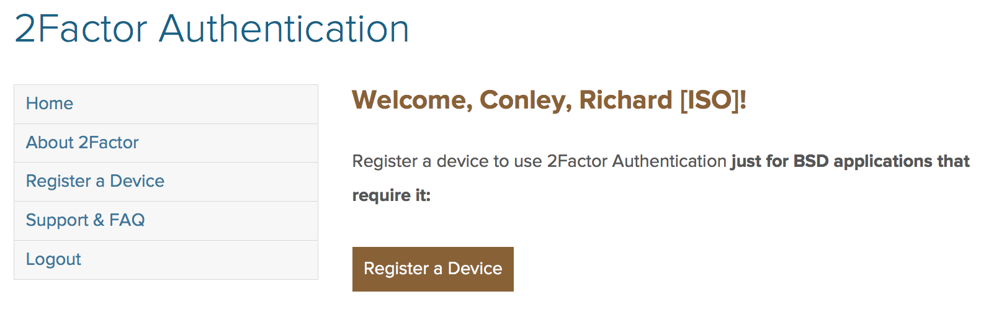 2Factor Authentication
Home
About 2Factor
Register a Device
Support & FAQ
Logout
Welcome, Conley, Richard [ISO]!
Register a device to use 2Factor Authentication just for BSD applications that
require it:
Register a Device